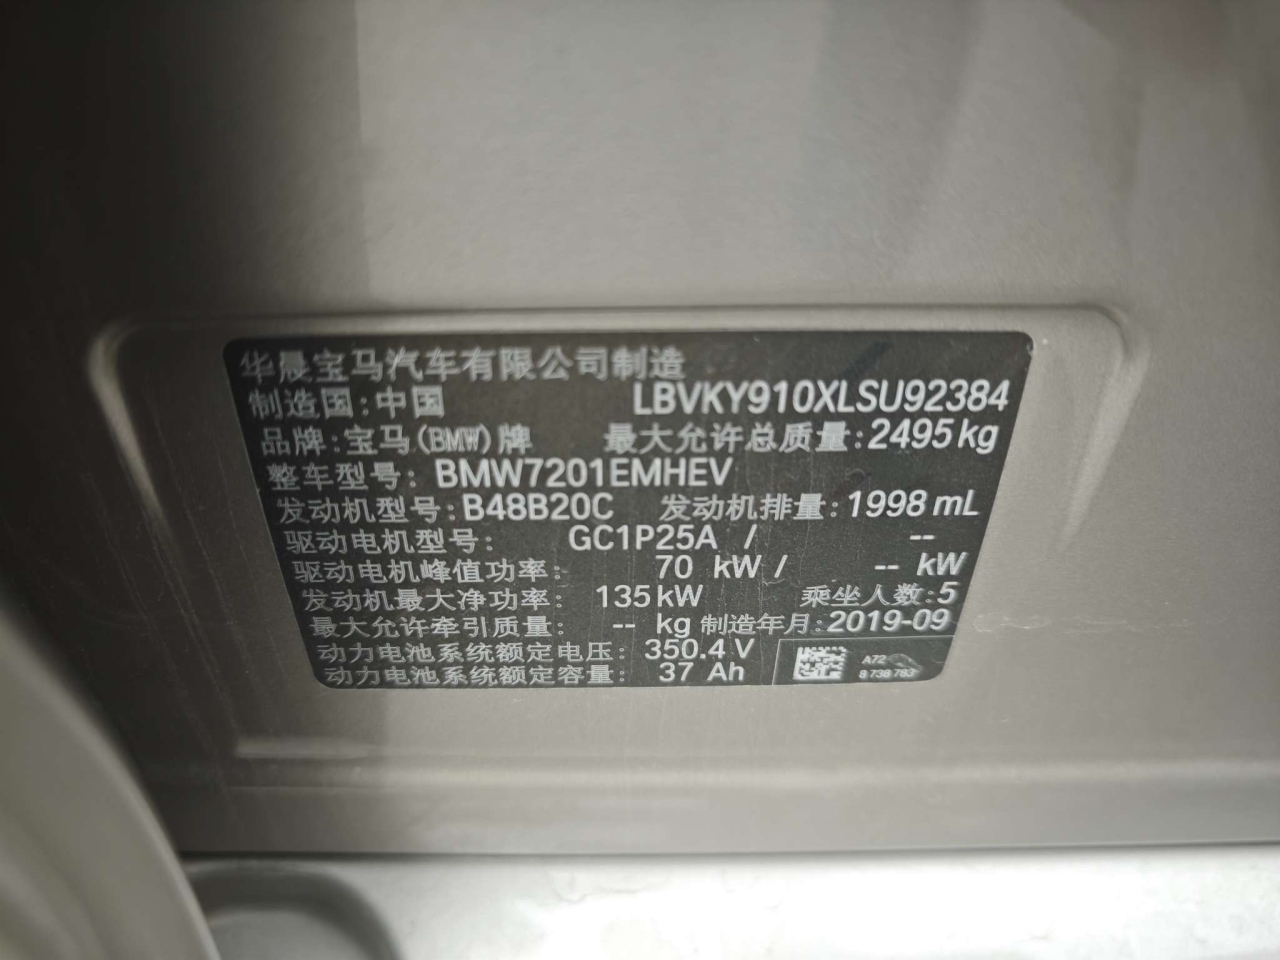 华晨宝马汽车有限公司制造
制造国:中国 LBVKY910XLSU92384
品牌:宝马(BMW)牌 最大允许总质量:2495kg
整车型号:BMW7201EMHEV
发动机型号:B48B20C 发动机排量:1998 mL
驱动电机型号: GC1P25A / --
驱动电机峰值功率: 70 kW / -- kW
发动机最大净功率: 135kW 乘坐人数:5
最大允许牵引质量: -- kg 制造年月:2019-09
动力电池系统额定电压: 350.4 V
动力电池系统额定容量: 37 Ah
A72
8 738 783